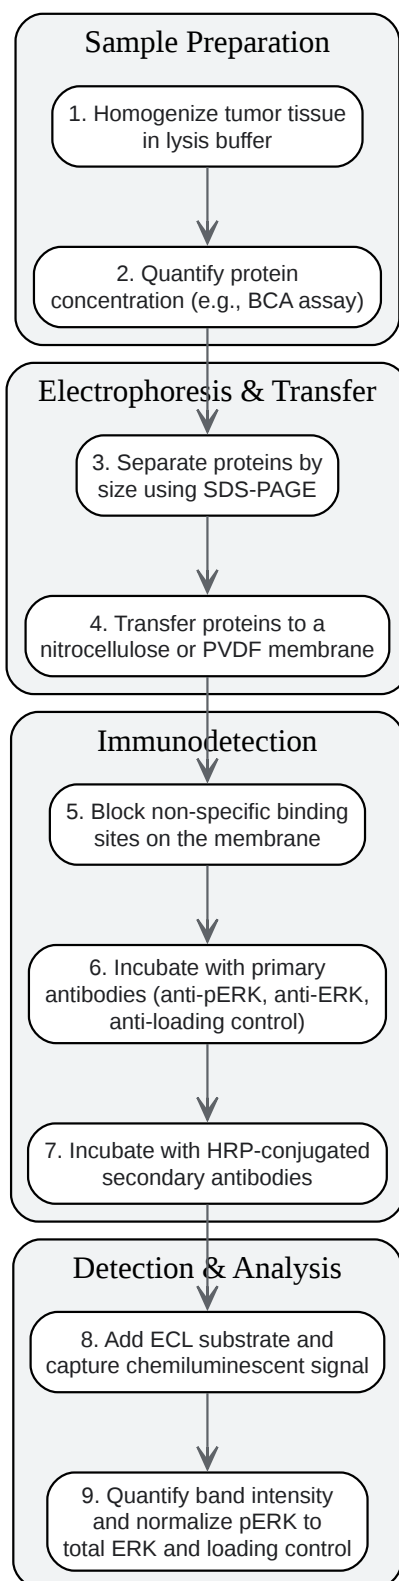 Sample Preparation
1. Homogenize tumor tissue
in lysis buffer
2. Quantify protein
concentration (e.g., BCA assay)
Electrophoresis & Transfer
3. Separate proteins by
size using SDS-PAGE
4. Transfer proteins to a
nitrocellulose or PVDF membrane
Immunodetection
5. Block non-specific binding
sites on the membrane
6. Incubate with primary
antibodies (anti-pERK, anti-ERK,
anti-loading control)
7. Incubate with HRP-conjugated
secondary antibodies
Detection & Analysis
8. Add ECL substrate and
capture chemiluminescent signal
9. Quantify band intensity
and normalize pERK to
total ERK and loading control